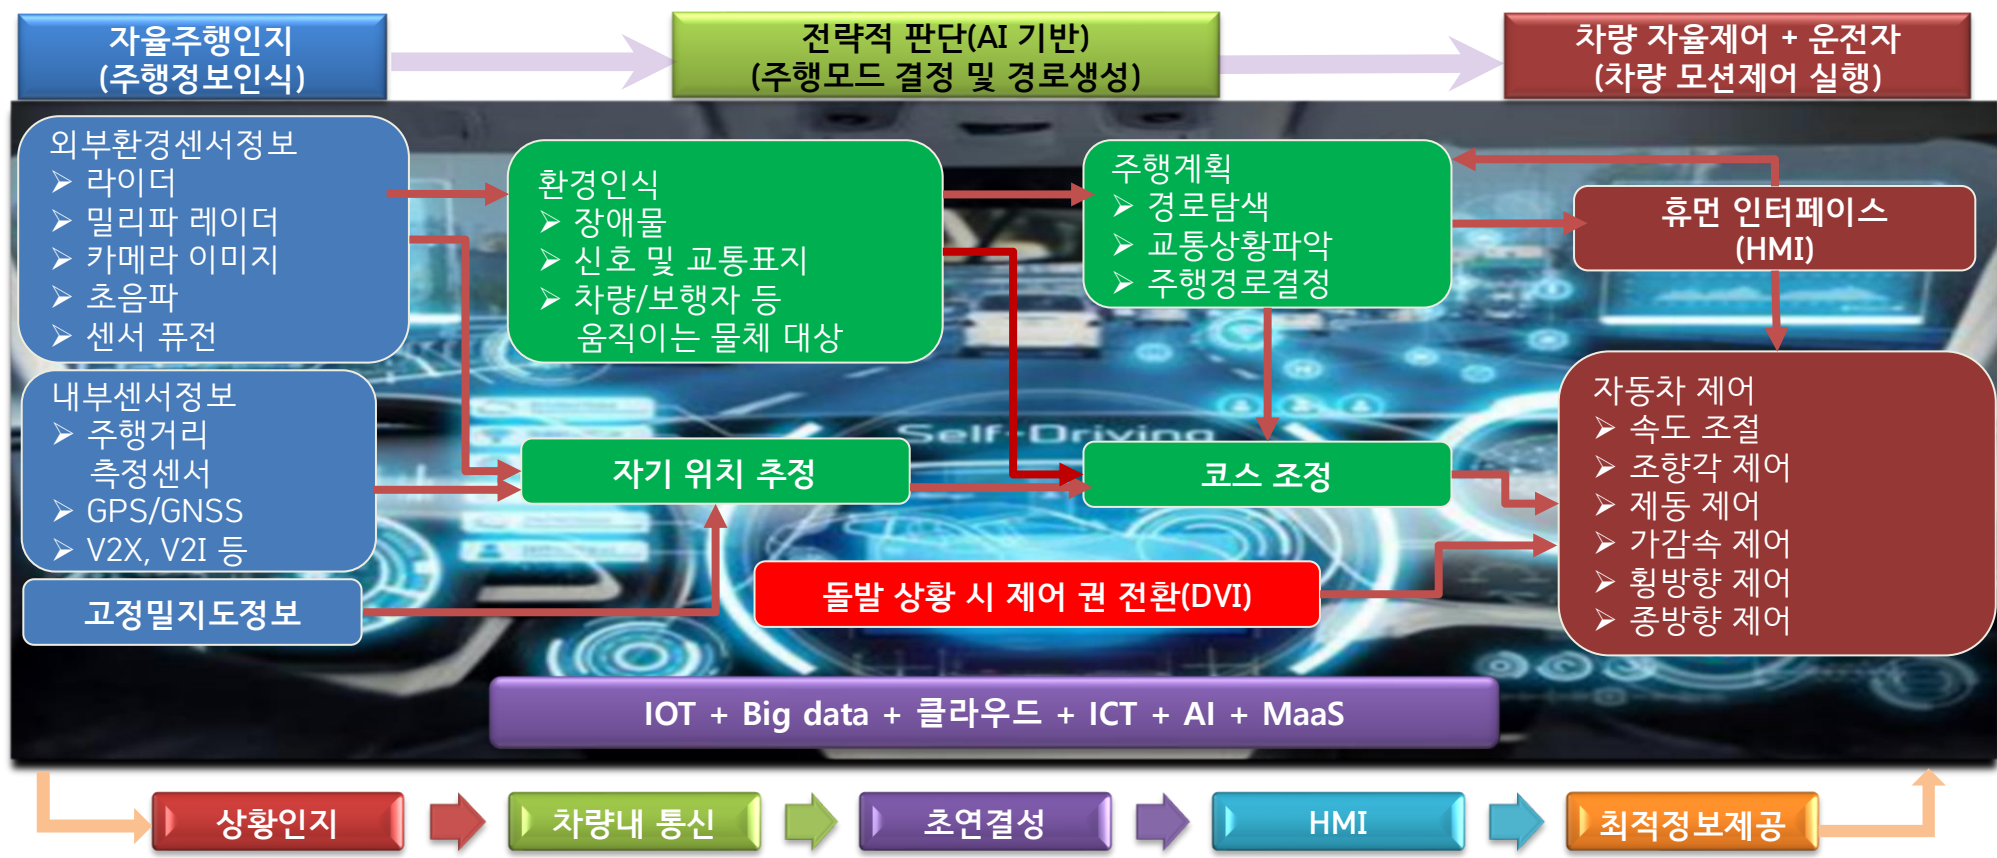 자율주행인지
(주행정보인식)
전략적 판단(AI 기반)
(주행모드 결정 및 경로생성)
차량 자율제어 + 운전자
(차량 모션제어 실행)
외부환경센서정보
➢ 라이더
➢ 밀리파 레이더
➢ 카메라 이미지
➢ 초음파
➢ 센서 퓨전
내부센서정보
➢ 주행거리
측정센서
➢ GPS/GNSS
➢ V2X, V2I 등
고정밀지도정보
환경인식
➢ 장애물
➢ 신호 및 교통표지
➢ 차량/보행자 등
움직이는 물체 대상
자기 위치 추정
Self-Driving
주행계획
➢ 경로탐색
➢ 교통상황파악
➢ 주행경로결정
코스 조정
돌발 상황 시 제어 권 전환(DVI)
휴먼 인터페이스
(HMI)
자동차 제어
➢ 속도 조절
➢ 조향각 제어
➢ 제동 제어
➢ 가감속 제어
➢ 횡방향 제어
➢ 종방향 제어
IOT + Big data + 클라우드 + ICT + AI + MaaS
상황인지
차량내 통신
초연결성
HMI
최적정보제공